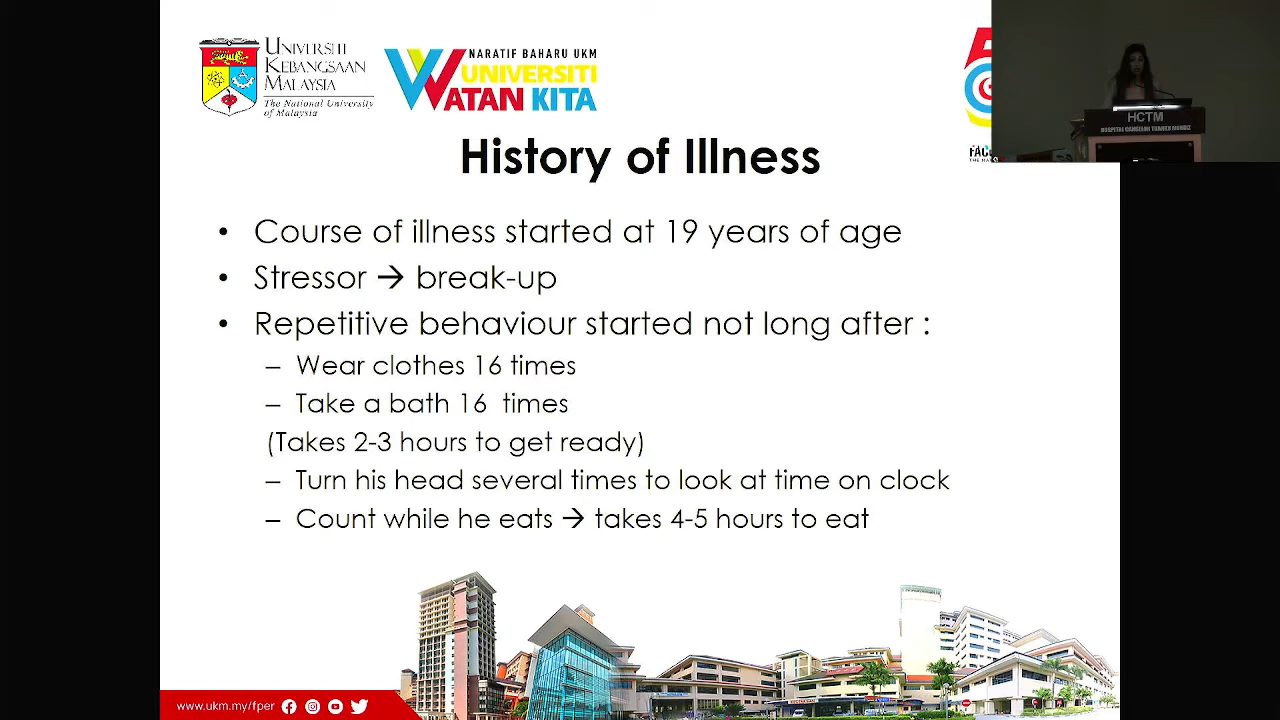 UNIVERSITI
KEBANGSAAN
MALAYSIA
The National University
of Malaysia
NARATIF BAHARU UKM
UNIVERSITI
WATAN KITA
HCTM
History of Illness
• Course of illness started at 19 years of age
• Stressor → break-up
• Repetitive behaviour started not long after :
– Wear clothes 16 times
– Take a bath 16 times
(Takes 2-3 hours to get ready)
– Turn his head several times to look at time on clock
– Count while he eats → takes 4-5 hours to eat
www.ukm.my/fper